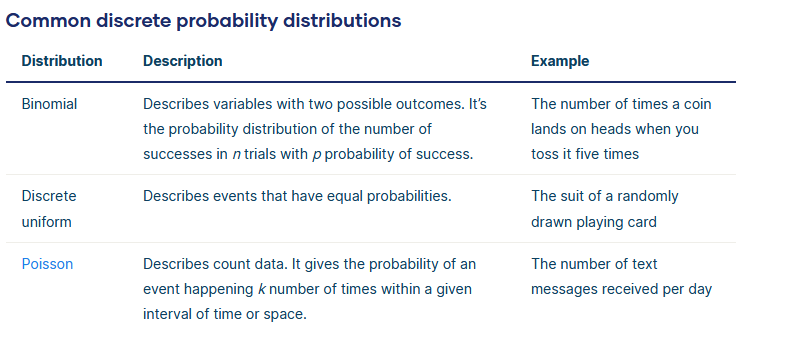 Common discrete probability distributions
Distribution Description Example
Binomial Describes variables with two possible outcomes. It's The number of times a coin
the probability distribution of the number of lands on heads when you
successes in n trials with p probability of success. toss it five times
Discrete Describes events that have equal probabilities. The suit of a randomly
uniform drawn playing card
Poisson Describes count data. It gives the probability of an The number of text
event happening k number of times within a given messages received per day
interval of time or space.